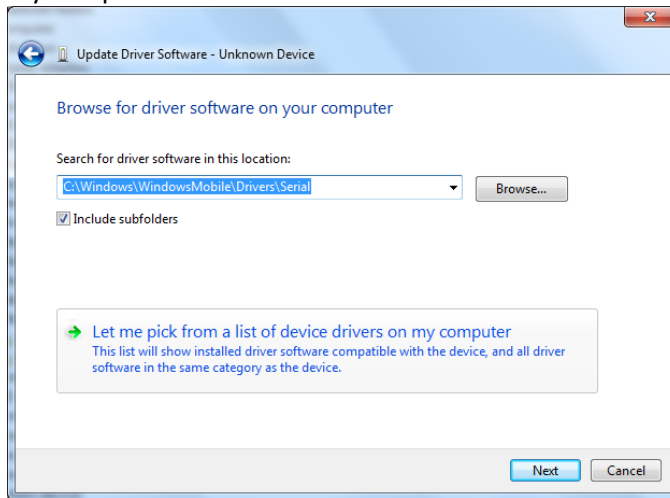 Update Driver Software - Unknown Device
Browse for driver software on your computer
Search for driver software in this location:
C:\Windows\WindowsMobile\Drivers\Serial
Browse...
Include subfolders
Let me pick from a list of device drivers on my computer
This list will show installed driver software compatible with the device, and all driver
software in the same category as the device.
Next
Cancel